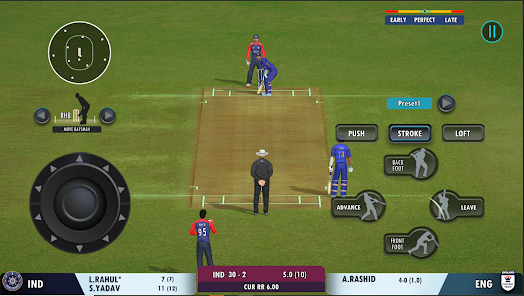 EARLY PERFECT LATE
RHB
MOVE BATSMAN
Preset1
PUSH STROKE LOFT
BACK FOOT
ADVANCE
LEAVE
FRONT FOOT
95
IND
L.RAHUL* 7 (7)
S.YADAV 11 (12)
IND 30 - 2 5.0 (10)
CUR RR 6.00
A.RASHID 4-0 (1.0)
ENG